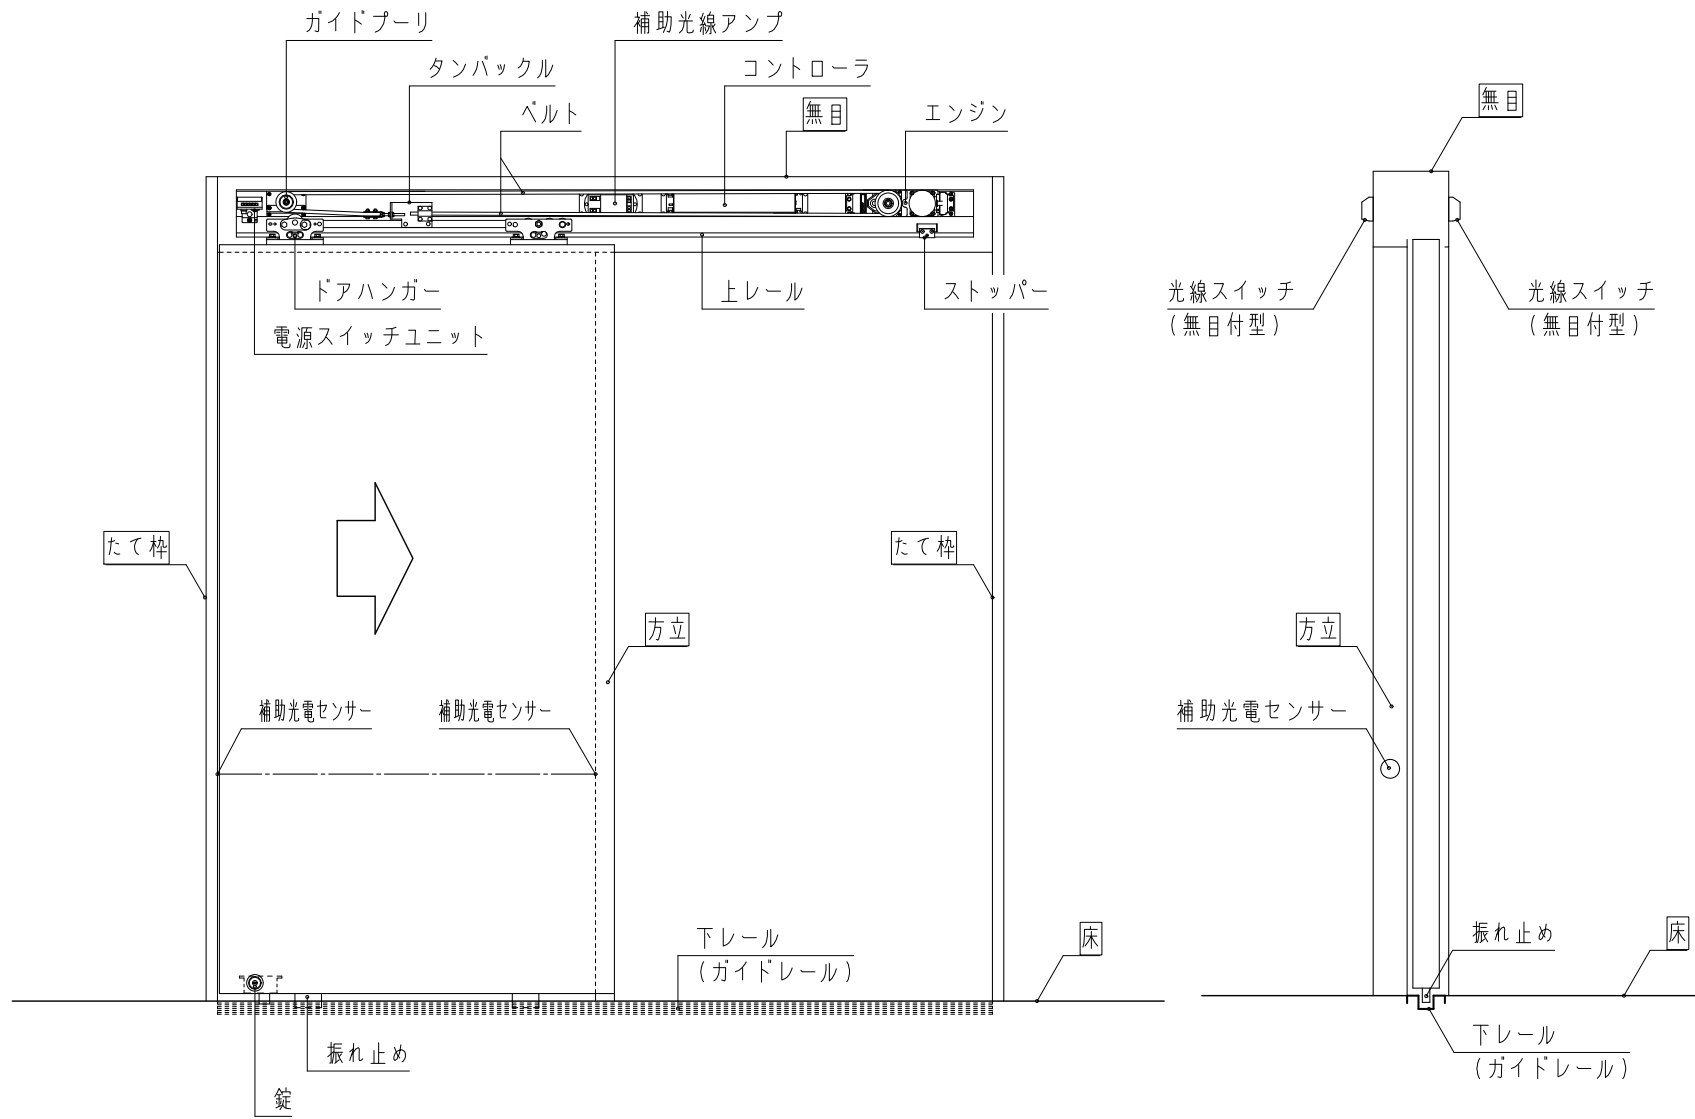 ガイドプーリ
補助光線アンプ
タンバックル
コントローラ
ベルト
無目
エンジン
ドアハンガー
上レール
ストッパー
電源スイッチユニット
たて枠
たて枠
方立
補助光電センサー
補助光電センサー
下レール
(ガイドレール)
床
振れ止め
錠
無目
光線スイッチ
(無目付型)
光線スイッチ
(無目付型)
方立
補助光電センサー
振れ止め
床
下レール
(ガイドレール)